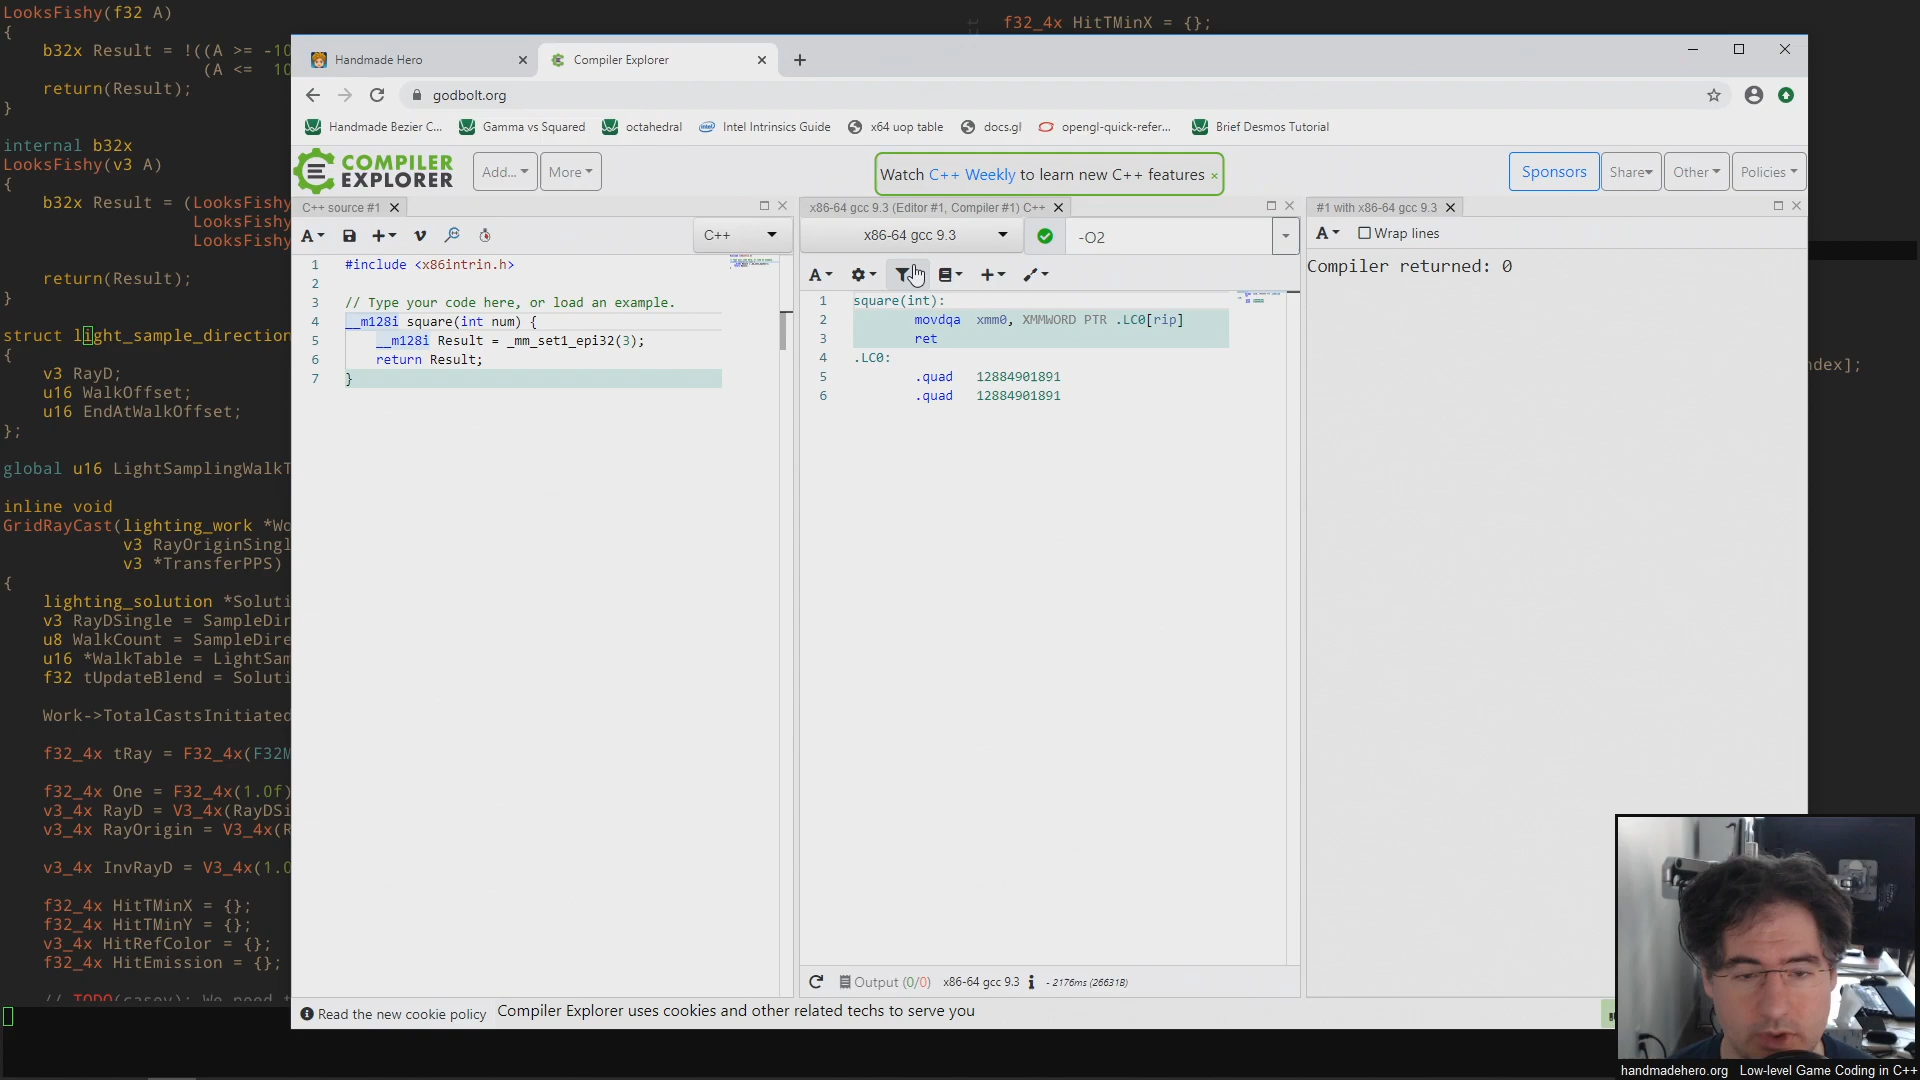 LooksFishy(f32 A)
{
b32x Result = !((A >= -10
(A <= 10
return(Result);
}
internal b32x
LooksFishy(v3 A)
{
b32x Result = (LooksFishy
LooksFishy
LooksFishy
return(Result);
}
struct light_sample_direction
{
v3 RayD;
u16 WalkOffset;
u16 EndAtWalkOffset;
};
global u16 LightSamplingWalkT
inline void
GridRayCast(lighting_work *Wo
v3 RayOriginSingl
v3 *TransferPPS)
{
lighting_solution *Soluti
v3 RayDSingle = SampleDir
u8 WalkCount = SampleDire
u16 *WalkTable = LightSam
f32 tUpdateBlend = Soluti
Work->TotalCastsInitiated
f32_4x tRay = F32_4x(F32M
f32_4x One = F32_4x(1.0f)
v3_4x RayD = V3_4x(RayDSi
v3_4x RayOrigin = V3_4x(R
v3_4x InvRayD = V3_4x(1.0
f32_4x HitTMinX = {};
f32_4x HitTMinY = {};
v3_4x HitRefColor = {};
f32_4x HitEmission = {};
// TODO(casey): We need t
f32_4x HitTMinX = {};
ndex];
Handmade Hero
Compiler Explorer
godbolt.org
Handmade Bezier C...
Gamma vs Squared
octahedral
Intel Intrinsics Guide
x64 uop table
docs.gl
opengl-quick-refer...
Brief Desmos Tutorial
COMPILER
EXPLORER
Add...
More
Watch C++ Weekly to learn new C++ features ×
Sponsors
Share
Other
Policies
C++ source #1
A
C++
1 #include <x86intrin.h>
2
3 // Type your code here, or load an example.
4 __m128i square(int num) {
5 __m128i Result = _mm_set1_epi32(3);
6 return Result;
7 }
x86-64 gcc 9.3 (Editor #1, Compiler #1) C++
x86-64 gcc 9.3
-O2
A
1 square(int):
2 movdqa xmm0, XMMWORD PTR .LC0[rip]
3 ret
4 .LC0:
5 .quad 12884901891
6 .quad 12884901891
Output (0/0) x86-64 gcc 9.3 - 2176ms (26631B)
#1 with x86-64 gcc 9.3
A Wrap lines
Compiler returned: 0
Read the new cookie policy Compiler Explorer uses cookies and other related techs to serve you
handmadehero.org Low-level Game Coding in C++